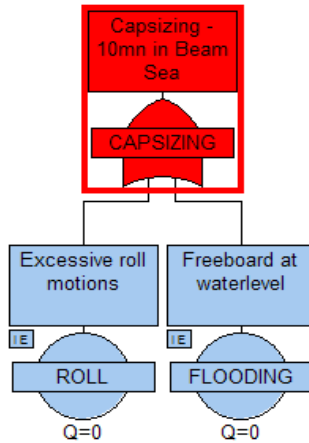 Capsizing -
10mn in Beam
Sea
CAPSIZING
Excessive roll
motions
Freeboard at
waterlevel
IE
IE
ROLL
FLOODING
Q=0
Q=0